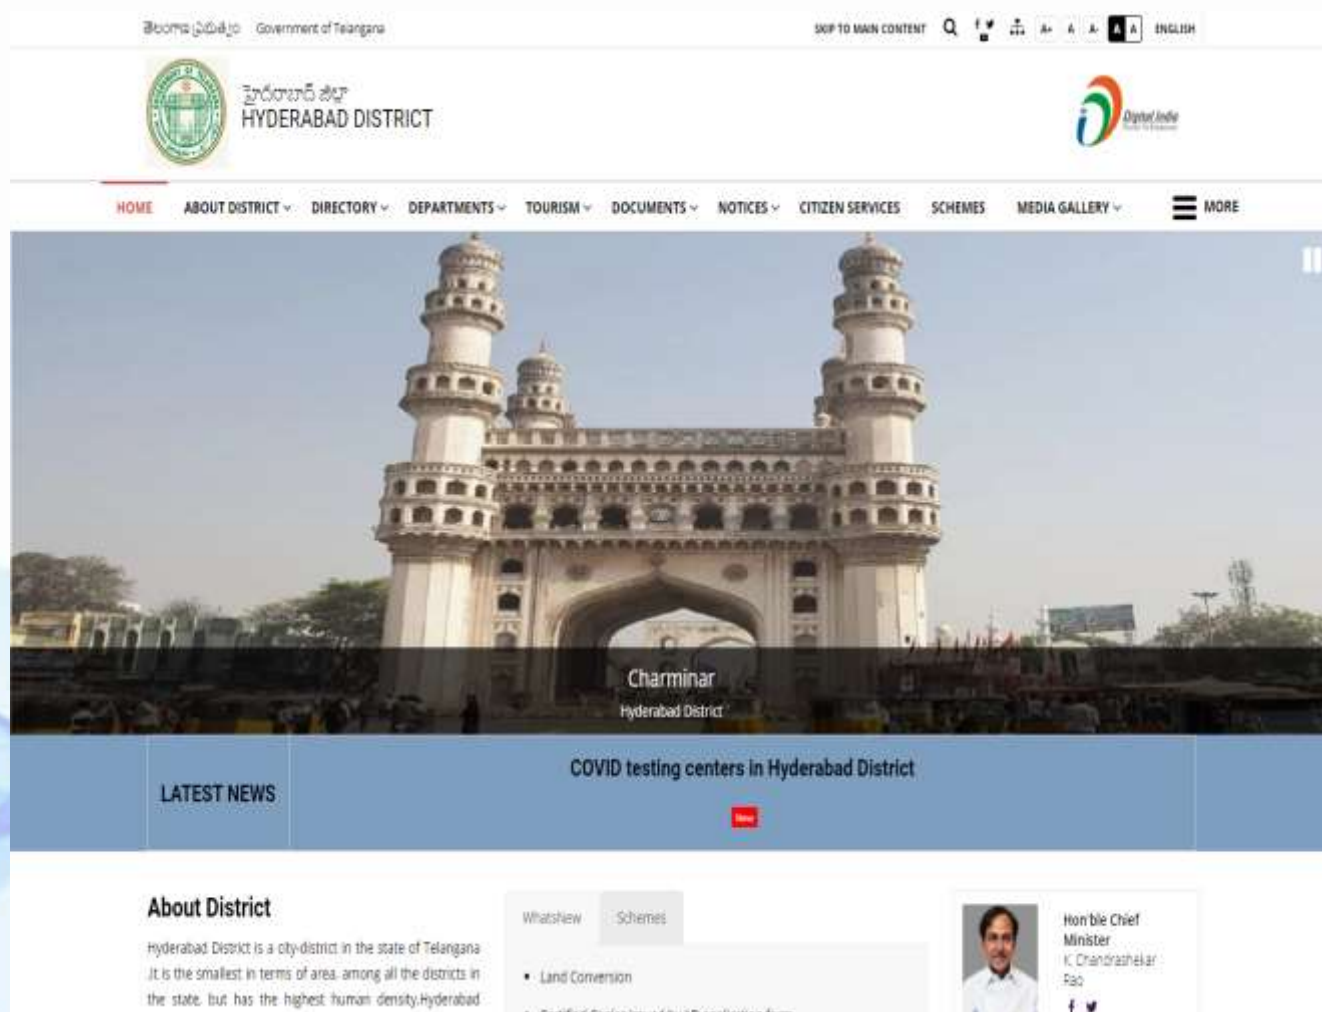 తెలంగాణ ప్రభుత్వం Government of Telangana
SKIP TO MAIN CONTENT A+ A A- A A ENGLISH
హైదరాబాద్ జిల్లా
HYDERABAD DISTRICT
Digital India
HOME ABOUT DISTRICT DIRECTORY DEPARTMENTS TOURISM DOCUMENTS NOTICES CITIZEN SERVICES SCHEMES MEDIA GALLERY MORE
Charminar
Hyderabad District
LATEST NEWS
COVID testing centers in Hyderabad District
New
About District
Hyderabad District is a city-district in the state of Telangana
.It is the smallest in terms of area, among all the districts in
the state, but has the highest human density.Hyderabad
WhatsNew Schemes
Land Conversion
Hon'ble Chief
Minister
K. Chandrashekar
Rao